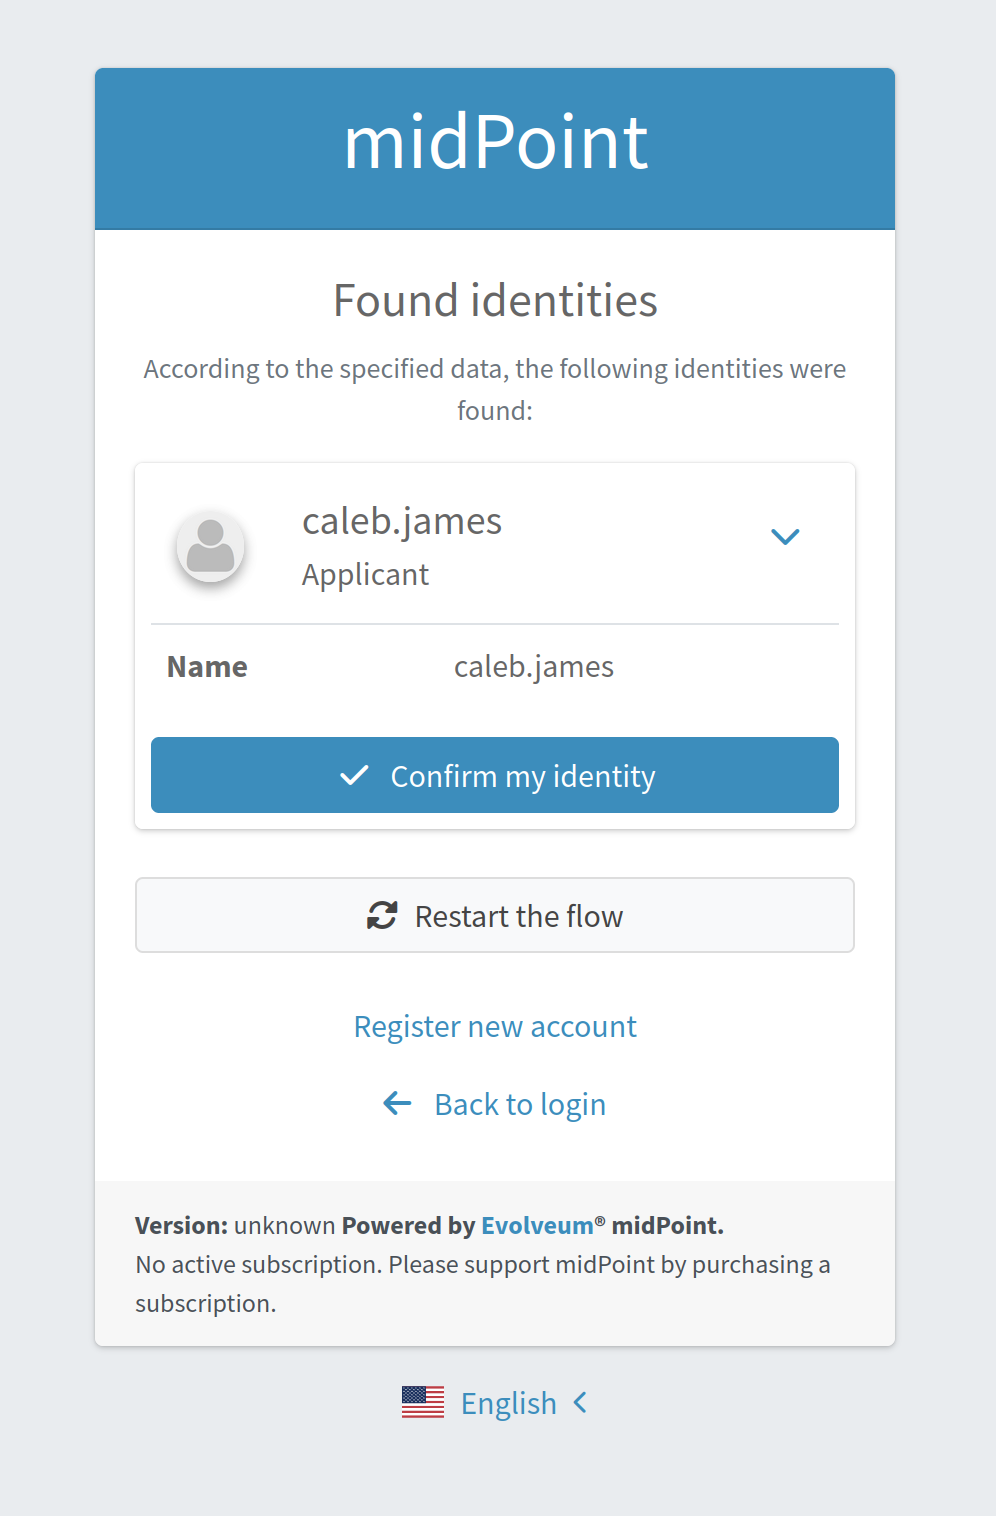 midPoint
Found identities
According to the specified data, the following identities were
found:
caleb.james
Applicant
Name caleb.james
Confirm my identity
Restart the flow
Register new account
Back to login
Version: unknown Powered by Evolveum® midPoint.
No active subscription. Please support midPoint by purchasing a
subscription.
English